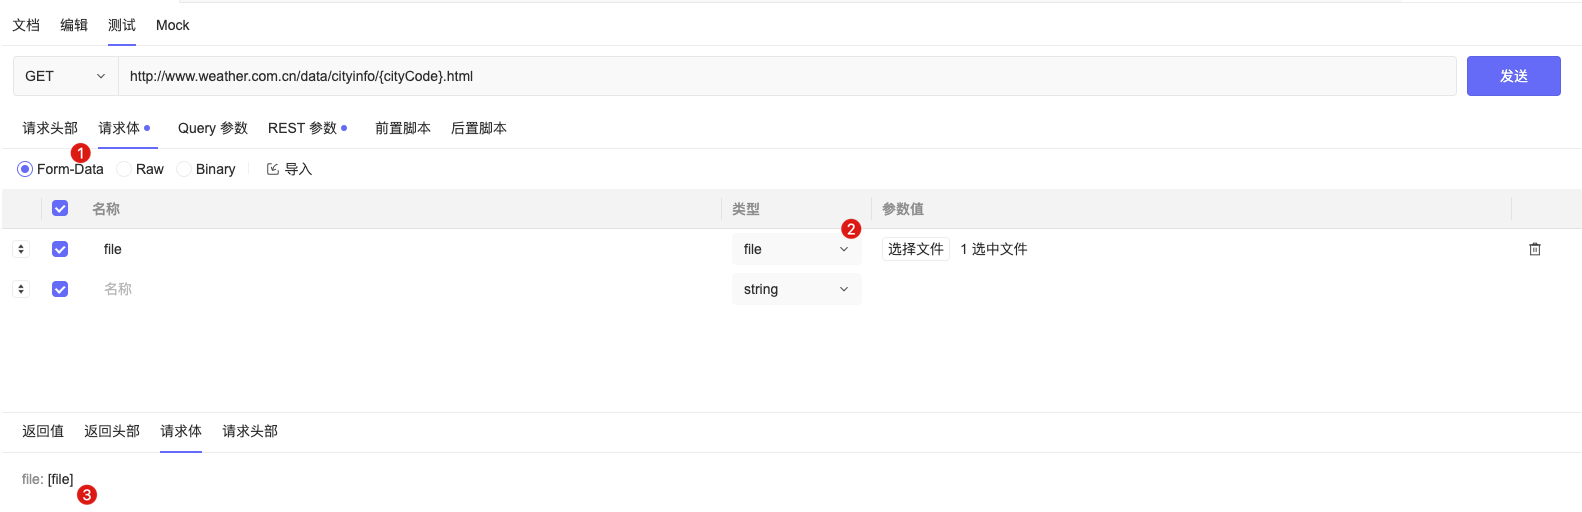 文档 编辑 测试 Mock
GET http://www.weather.com.cn/data/cityinfo/{cityCode}.html 发送
请求头部 请求体 Query 参数 REST 参数 前置脚本 后置脚本
1
Form-Data Raw Binary 导入
名称 类型 参数值
2
file file 选择文件 1 选中文件
名称 string
返回值 返回头部 请求体 请求头部
file: [file]
3